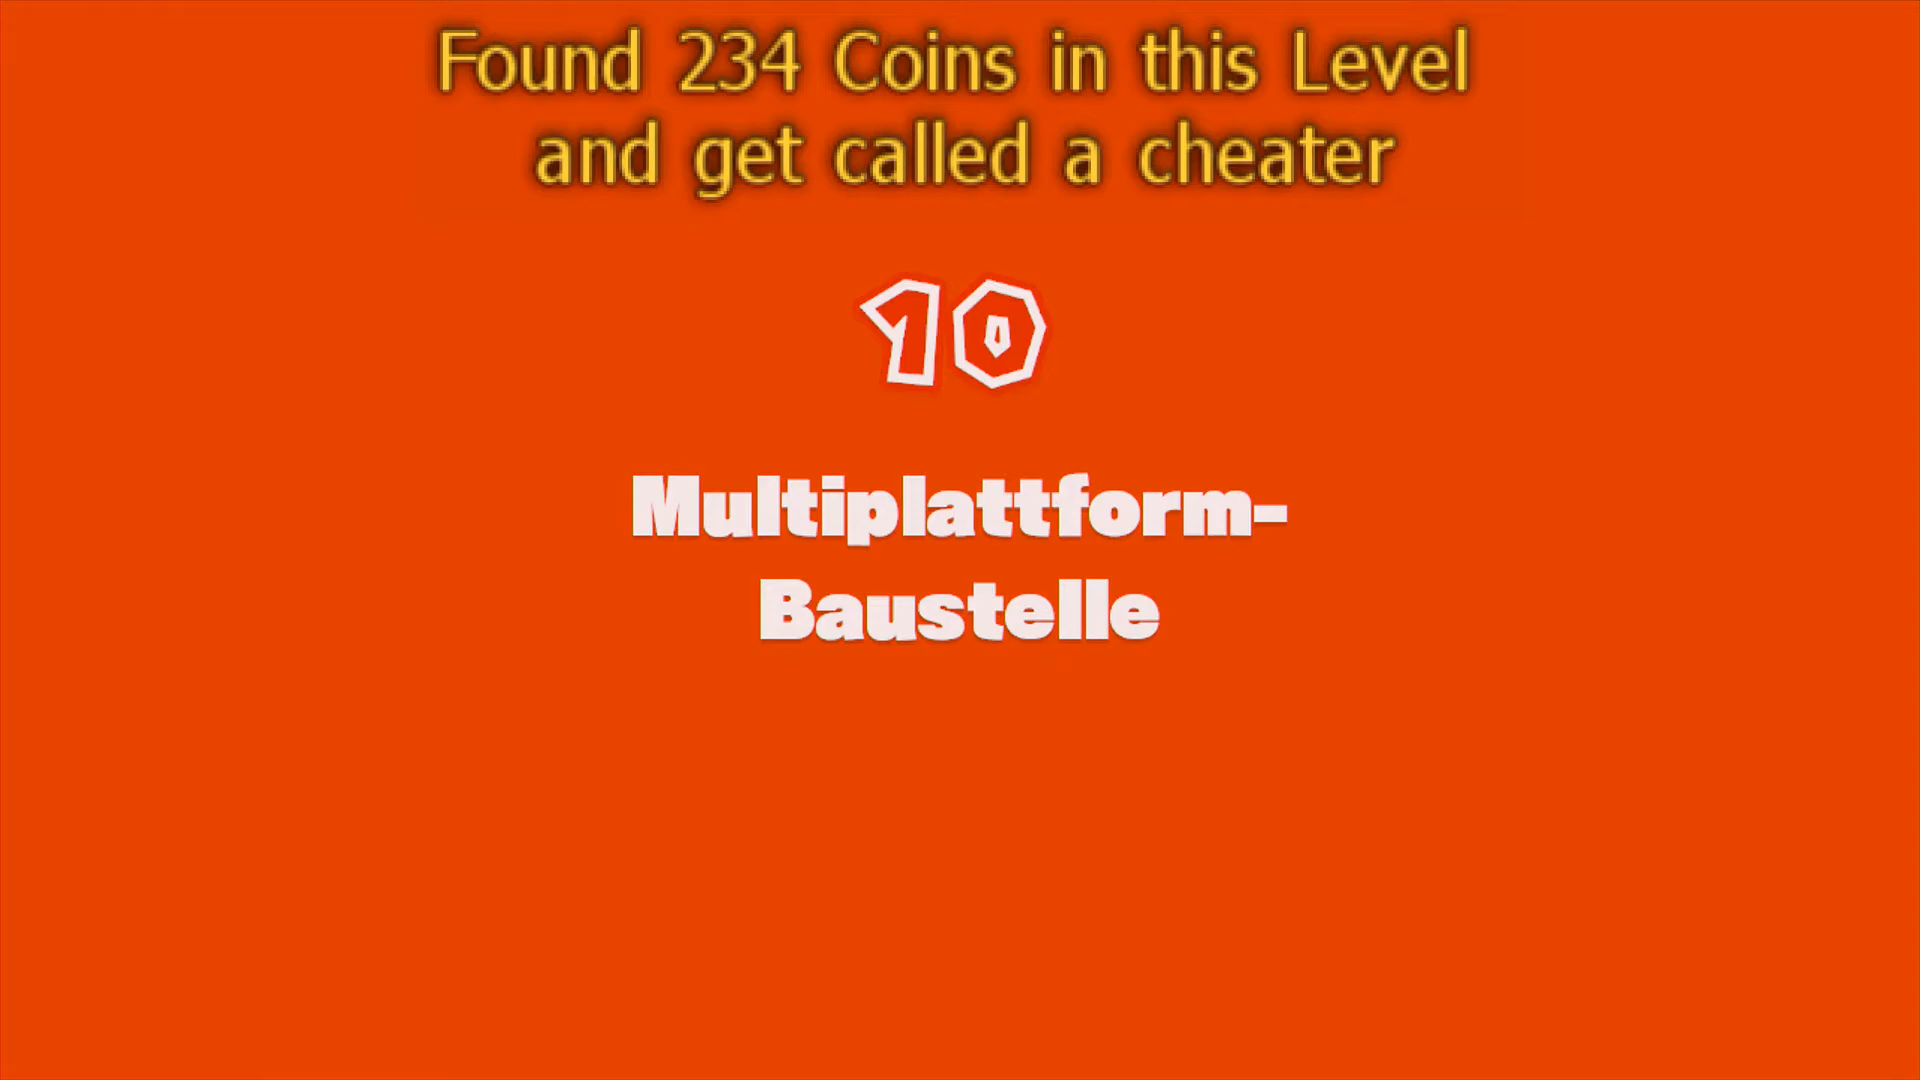 Found 234 Coins in this Level
and get called a cheater
10
Multiplattform-
Baustelle